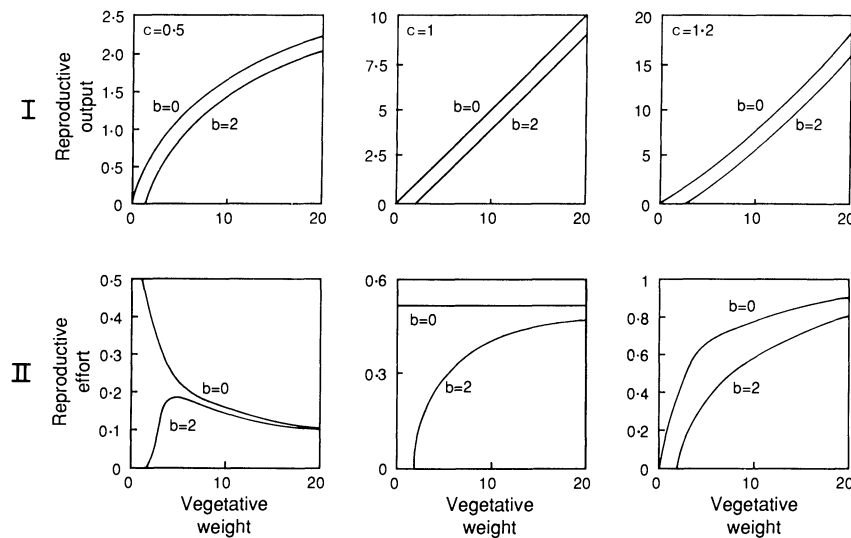 I
Reproductive
output
2·5
2·0
1·5
1·0
0·5
0
c=0·5
b=0
b=2
0
10
20
10
7·5
5
2·5
0
c=1
b=0
b=2
0
10
20
20
15
10
5
0
c=1·2
b=0
b=2
0
10
20
II
Reproductive
effort
0·5
0·4
0·3
0·2
0·1
0
b=0
b=2
0
10
20
Vegetative
weight
0·6
0·3
0
b=0
b=2
0
10
20
Vegetative
weight
1
0·8
0·6
0·4
0·2
0
b=0
b=2
0
10
20
Vegetative
weight